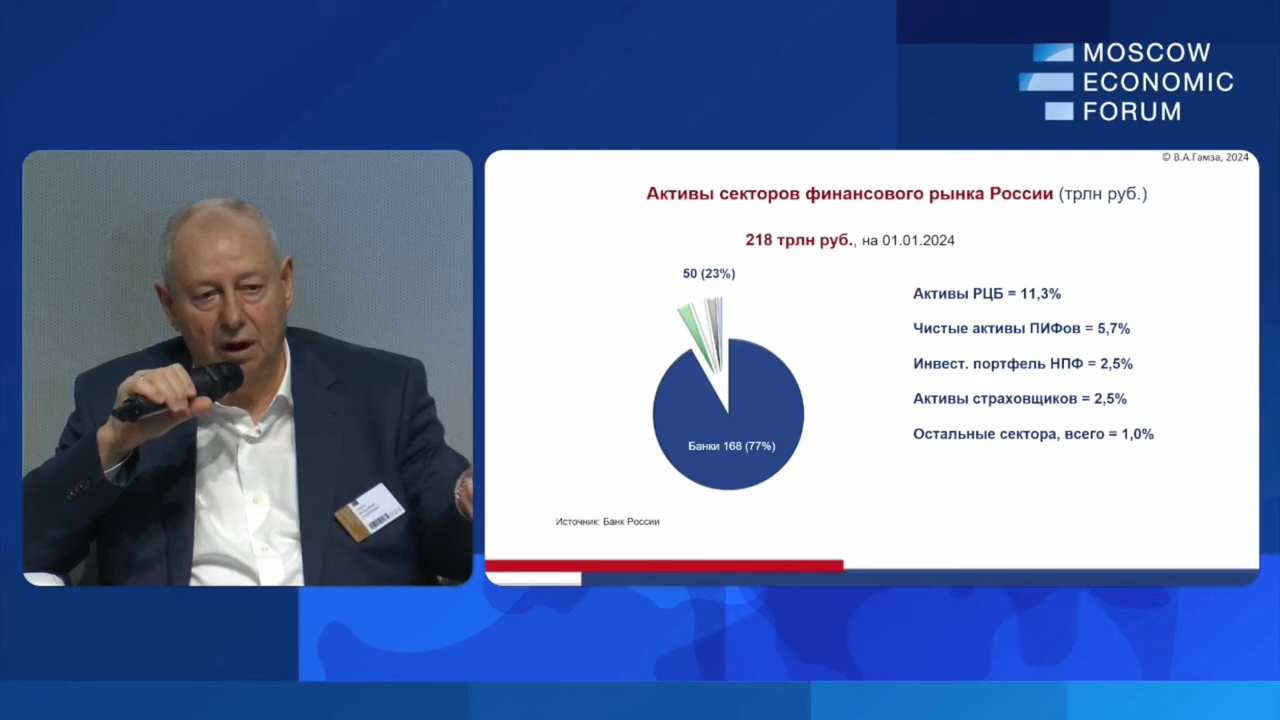 MOSCOW
ECONOMIC
FORUM
© В.А.Гамза, 2024
Активы секторов финансового рынка России (трлн руб.)
218 трлн руб., на 01.01.2024
50 (23%)
Банки 168 (77%)
Активы РЦБ = 11,3%
Чистые активы ПИФов = 5,7%
Инвест. портфель НПФ = 2,5%
Активы страховщиков = 2,5%
Остальные сектора, всего = 1,0%
Источник: Банк России